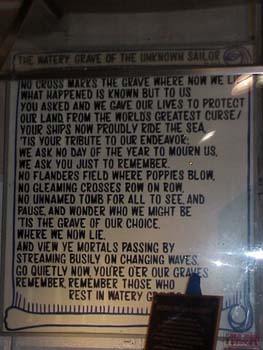 THE WATERY GRAVE OF THE UNKNOWN SAILOR
NO CROSS MARKS THE GRAVE WHERE NOW WE LIE
WHAT HAPPENED IS KNOWN BUT TO US
YOU ASKED AND WE GAVE OUR LIVES TO PROTECT
OUR LAND, FROM THE WORLD'S GREATEST CURSE/
YOUR SHIPS NOW PROUDLY RIDE THE SEA,
'TIS YOUR TRIBUTE TO OUR ENDEAVOR;
WE ASK NO DAY OF THE YEAR TO MOURN US,
WE ASK YOU JUST TO REMEMBER.
NO FLANDERS FIELD WHERE POPPIES BLOW,
NO GLEAMING CROSSES ROW ON ROW,
NO UNNAMED TOMB FOR ALL TO SEE, AND
PAUSE, AND WONDER WHO WE MIGHT BE
'TIS THE GRAVE OF OUR CHOICE.
WHERE WE NOW LIE,
AND VIEW YE MORTALS PASSING BY
STREAMING BUSILY ON CHANGING WAVES.
GO QUIETLY NOW, YOU'RE O'ER OUR GRAVES
REMEMBER, REMEMBER THOSE WHO
REST IN WATERY